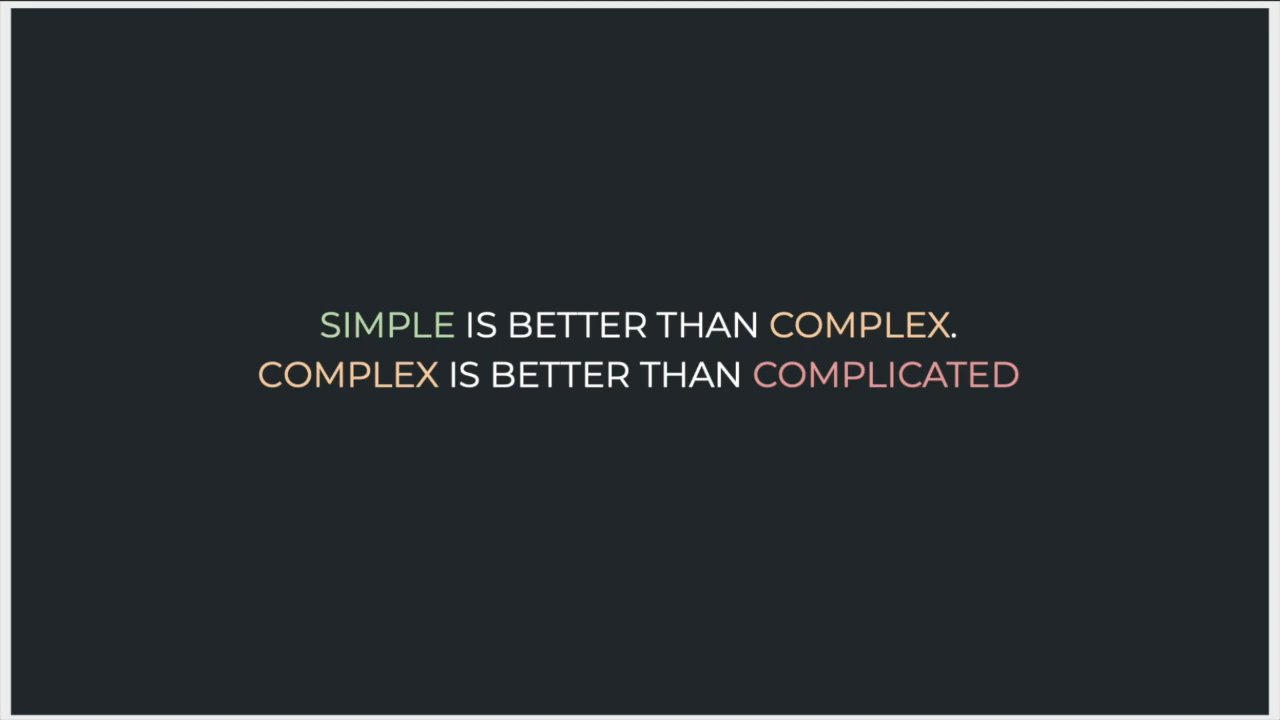 SIMPLE IS BETTER THAN COMPLEX.
COMPLEX IS BETTER THAN COMPLICATED